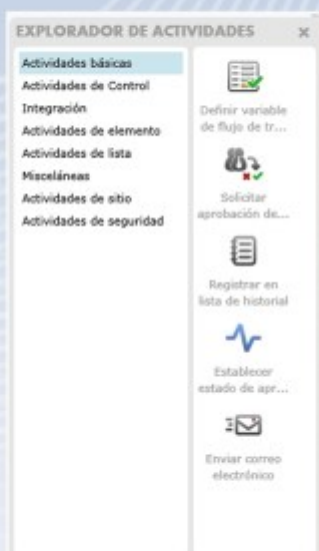 EXPLORADOR DE ACTIVIDADES
Actividades básicas
Actividades de Control
Integración
Actividades de elemento
Actividades de lista
Misceláneas
Actividades de sitio
Actividades de seguridad
Definir variable
de flujo de tr...
Solicitar
aprobación de...
Registrar en
lista de historial
Establecer
estado de apr...
Enviar correo
electrónico